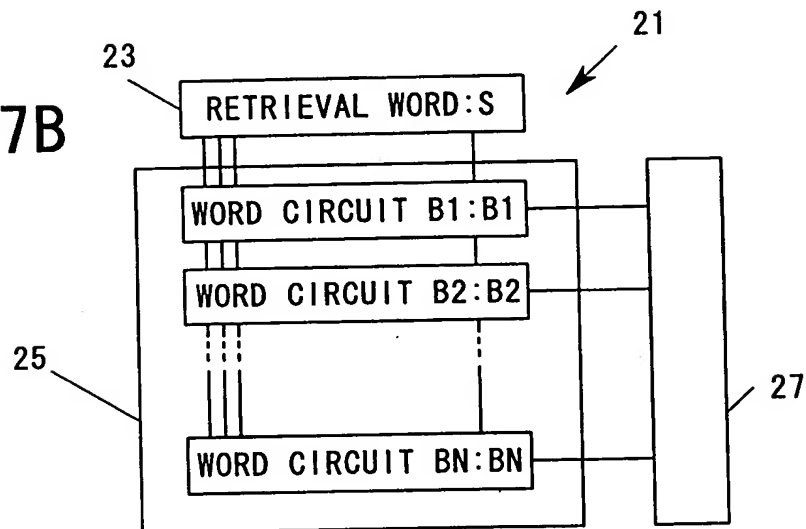 21
23
7B
RETRIEVAL WORD:S
WORD CIRCUIT B1:B1
WORD CIRCUIT B2:B2
25
27
WORD CIRCUIT BN:BN